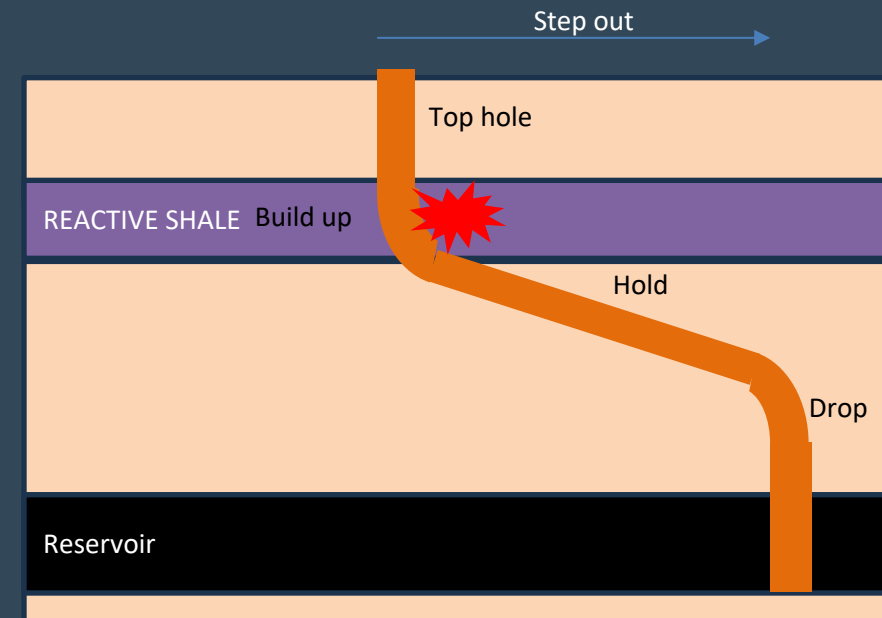 Step out
Top hole
REACTIVE SHALE Build up
Hold
Drop
Reservoir